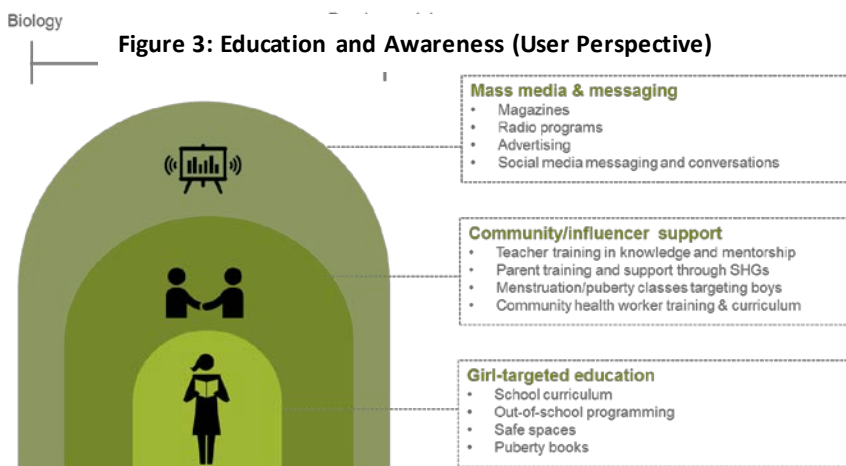 Biology
Figure 3: Education and Awareness (User Perspective)
Mass media & messaging
• Magazines
• Radio programs
• Advertising
• Social media messaging and conversations
Community/influencer support
• Teacher training in knowledge and mentorship
• Parent training and support through SHGs
• Menstruation/puberty classes targeting boys
• Community health worker training & curriculum
Girl-targeted education
• School curriculum
• Out-of-school programming
• Safe spaces
• Puberty books